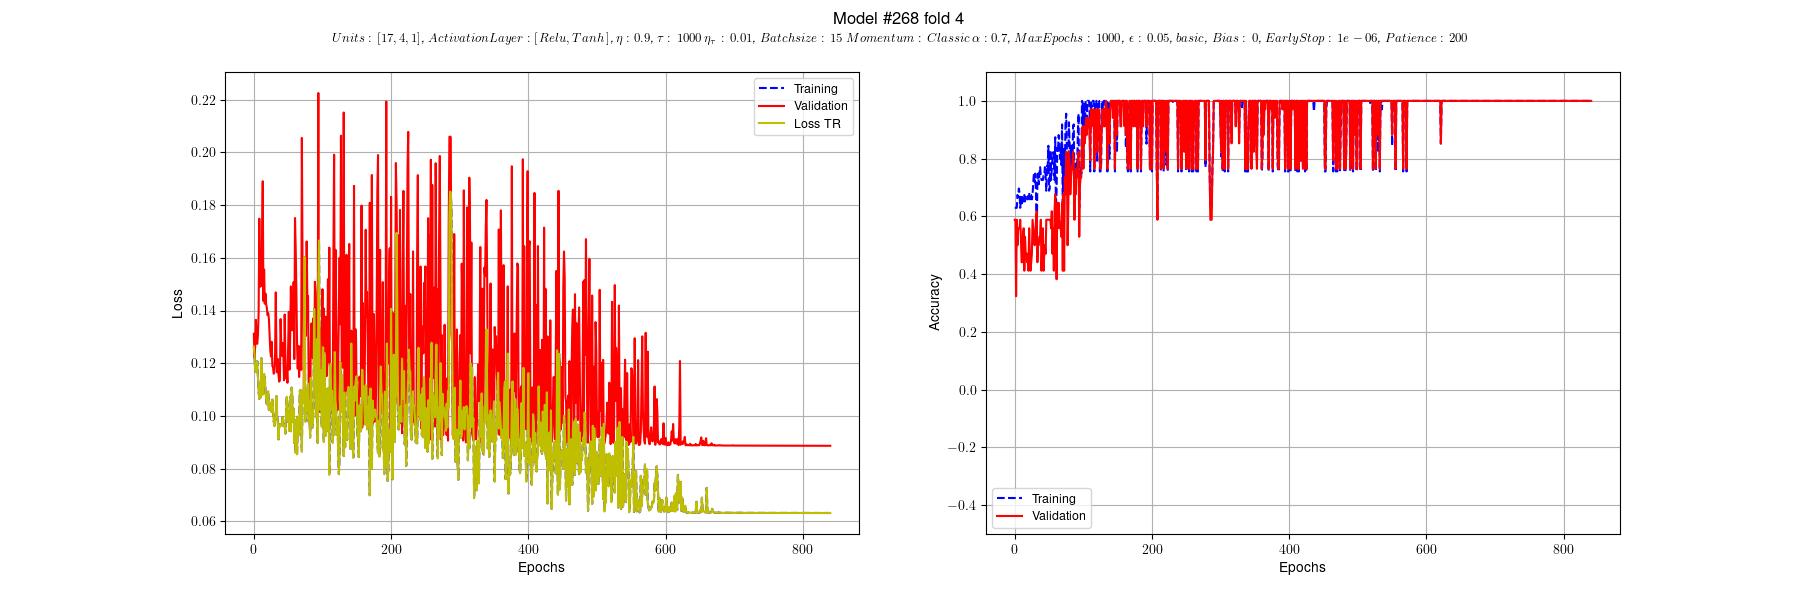 Model #268 fold 4
Units : [17, 4, 1], ActivationLayer : [Relu, Tanh], η : 0.9, τ : 1000 η_τ : 0.01, Batchsize : 15 Momentum : Classic α : 0.7, MaxEpochs : 1000, ϵ : 0.05, basic, Bias : 0, EarlyStop : 1e − 06, Patience : 200
Loss
0.22
0.20
0.18
0.16
0.14
0.12
0.10
0.08
0.06
0 200 400 600 800
Epochs
Training
Validation
Loss TR
Accuracy
1.0
0.8
0.6
0.4
0.2
0.0
−0.2
−0.4
0 200 400 600 800
Epochs
Training
Validation